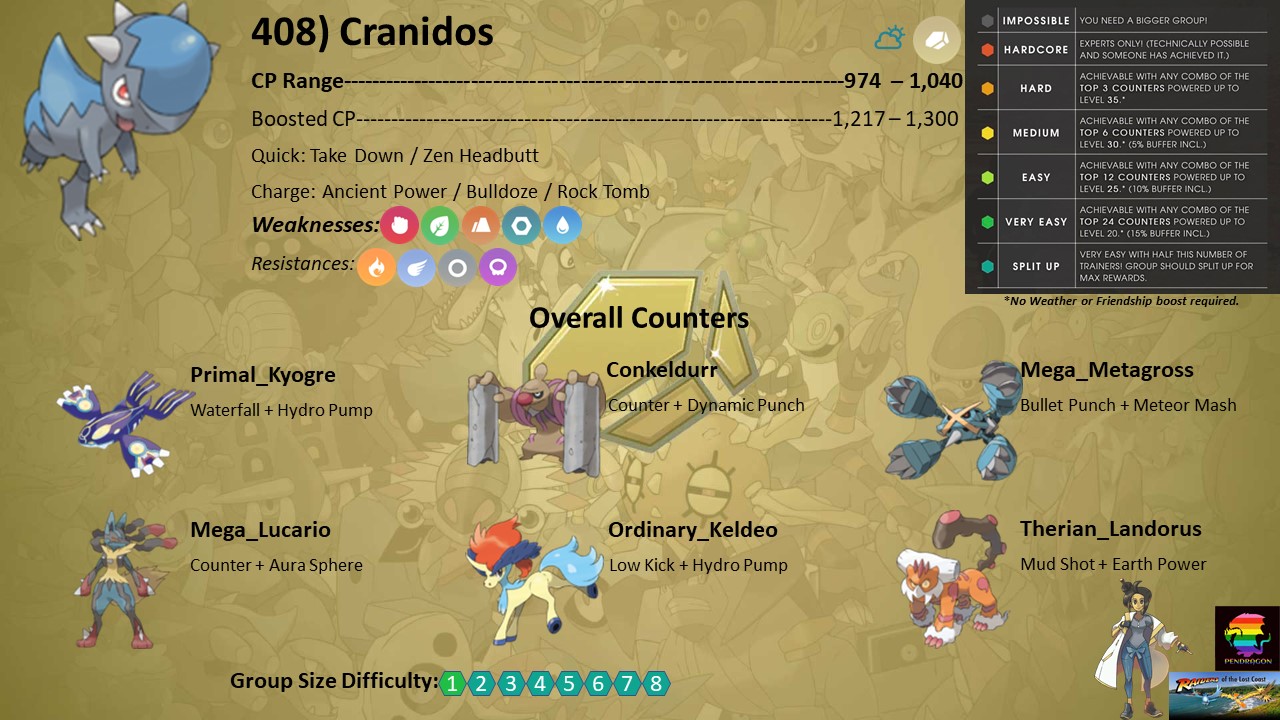 408) Cranidos
CP Range---974 – 1,040
Boosted CP---1,217 – 1,300
Quick: Take Down / Zen Headbutt
Charge: Ancient Power / Bulldoze / Rock Tomb
Weaknesses:
Resistances:
IMPOSSIBLE YOU NEED A BIGGER GROUP!
HARDCORE EXPERTS ONLY! (TECHNICALLY POSSIBLE
AND SOMEONE HAS ACHIEVED IT.)
HARD ACHIEVABLE WITH ANY COMBO OF THE
TOP 3 COUNTERS POWERED UP TO
LEVEL 35.*
MEDIUM ACHIEVABLE WITH ANY COMBO OF THE
TOP 6 COUNTERS POWERED UP TO
LEVEL 30.* (5% BUFFER INCL.)
EASY ACHIEVABLE WITH ANY COMBO OF THE
TOP 12 COUNTERS POWERED UP TO
LEVEL 25.* (10% BUFFER INCL.)
VERY EASY ACHIEVABLE WITH ANY COMBO OF THE
TOP 24 COUNTERS POWERED UP TO
LEVEL 20.* (15% BUFFER INCL.)
SPLIT UP VERY EASY WITH HALF THIS NUMBER OF
TRAINERS! GROUP SHOULD SPLIT UP FOR
MAX REWARDS.
*No Weather or Friendship boost required.
Overall Counters
Primal_Kyogre
Waterfall + Hydro Pump
Conkeldurr
Counter + Dynamic Punch
Mega_Metagross
Bullet Punch + Meteor Mash
Mega_Lucario
Counter + Aura Sphere
Ordinary_Keldeo
Low Kick + Hydro Pump
Therian_Landorus
Mud Shot + Earth Power
Group Size Difficulty: 1 2 3 4 5 6 7 8
PENDRAGON
RAIDERS of the Lost Coast